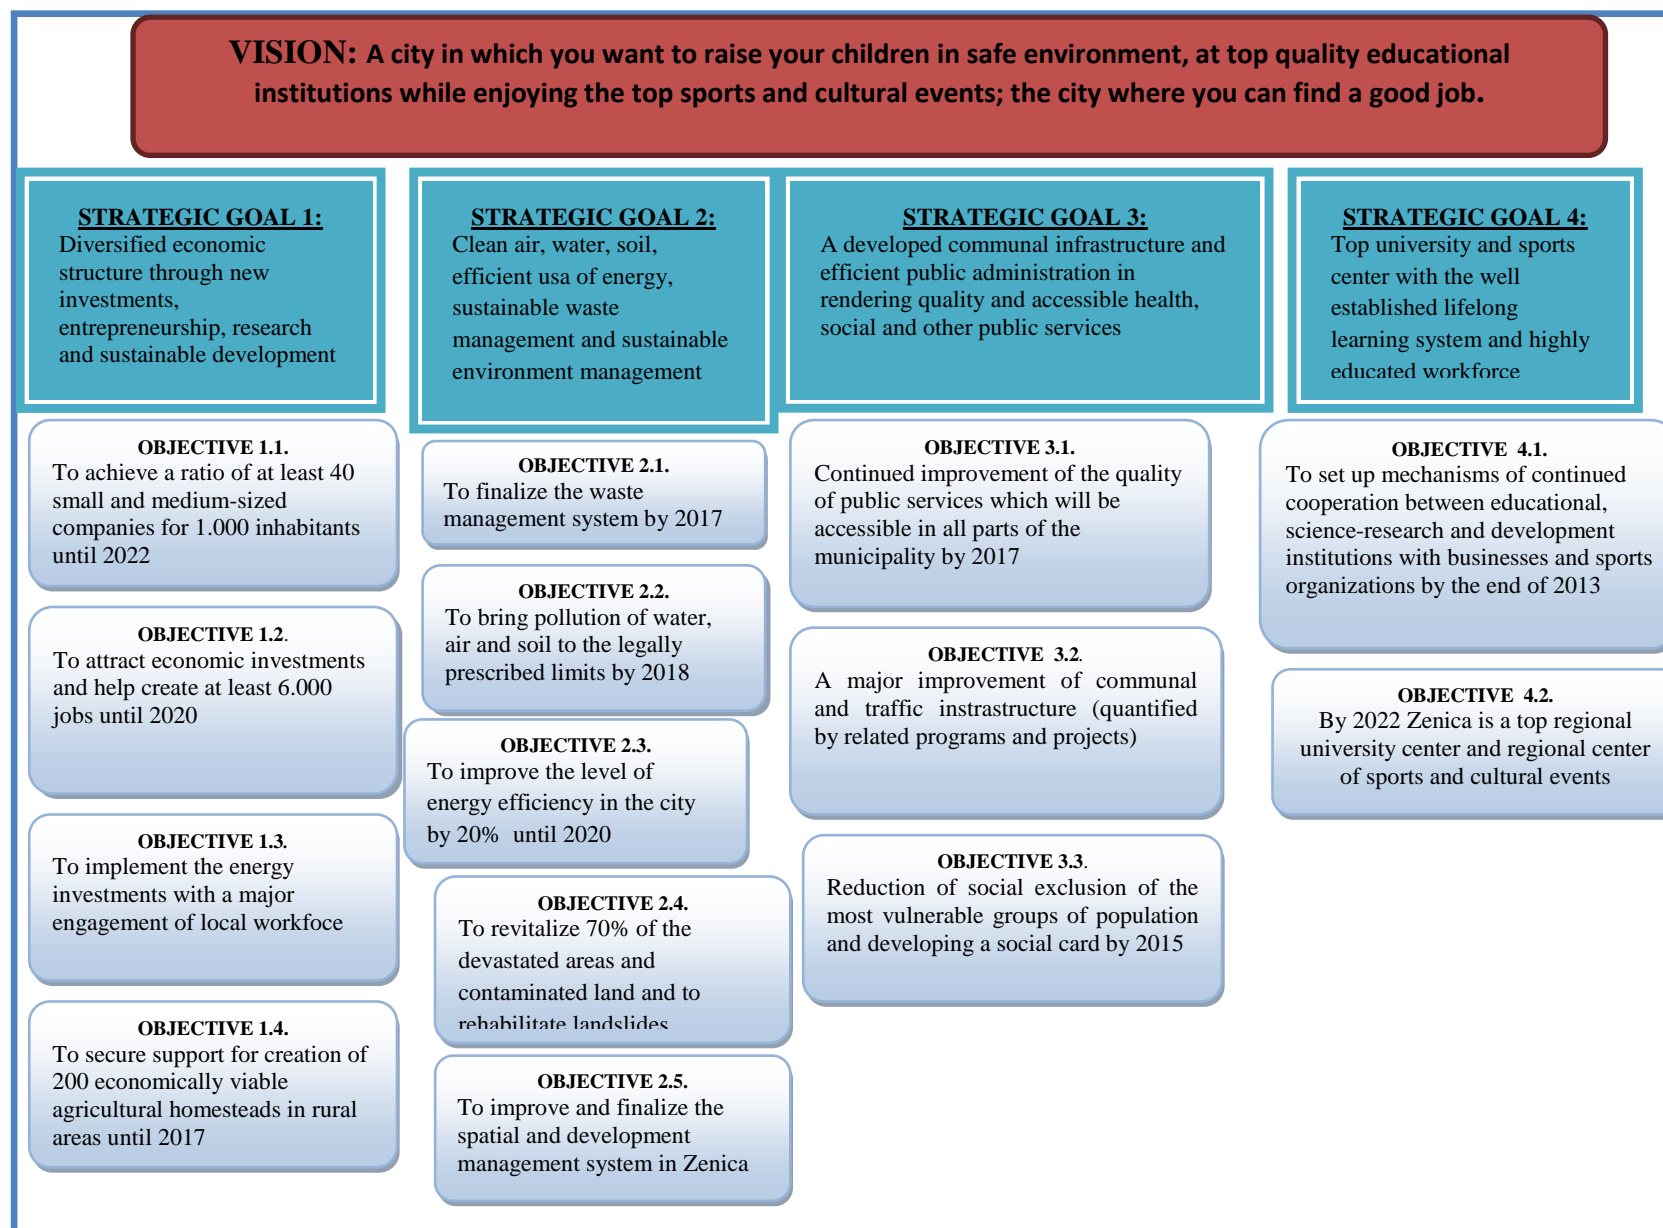 VISION: A city in which you want to raise your children in safe environment, at top quality educational
institutions while enjoying the top sports and cultural events; the city where you can find a good job.
STRATEGIC GOAL 1:
Diversified economic
structure through new
investments,
entrepreneurship, research
and sustainable development
OBJECTIVE 1.1.
To achieve a ratio of at least 40
small and medium-sized
companies for 1.000 inhabitants
until 2022
OBJECTIVE 1.2.
To attract economic investments
and help create at least 6.000
jobs until 2020
OBJECTIVE 1.3.
To implement the energy
investments with a major
engagement of local workfoce
OBJECTIVE 1.4.
To secure support for creation of
200 economically viable
agricultural homesteads in rural
areas until 2017
STRATEGIC GOAL 2:
Clean air, water, soil,
efficient usa of energy,
sustainable waste
management and sustainable
environment management
OBJECTIVE 2.1.
To finalize the waste
management system by 2017
OBJECTIVE 2.2.
To bring pollution of water,
air and soil to the legally
prescribed limits by 2018
OBJECTIVE 2.3.
To improve the level of
energy efficiency in the city
by 20% until 2020
OBJECTIVE 2.4.
To revitalize 70% of the
devastated areas and
contaminated land and to
rehabilitate landslides
OBJECTIVE 2.5.
To improve and finalize the
spatial and development
management system in Zenica
STRATEGIC GOAL 3:
A developed communal infrastructure and
efficient public administration in
rendering quality and accessible health,
social and other public services
OBJECTIVE 3.1.
Continued improvement of the quality
of public services which will be
accessible in all parts of the
municipality by 2017
OBJECTIVE 3.2.
A major improvement of communal
and traffic instrastructure (quantified
by related programs and projects)
OBJECTIVE 3.3.
Reduction of social exclusion of the
most vulnerable groups of population
and developing a social card by 2015
STRATEGIC GOAL 4:
Top university and sports
center with the well
established lifelong
learning system and highly
educated workforce
OBJECTIVE 4.1.
To set up mechanisms of continued
cooperation between educational,
science-research and development
institutions with businesses and sports
organizations by the end of 2013
OBJECTIVE 4.2.
By 2022 Zenica is a top regional
university center and regional center
of sports and cultural events